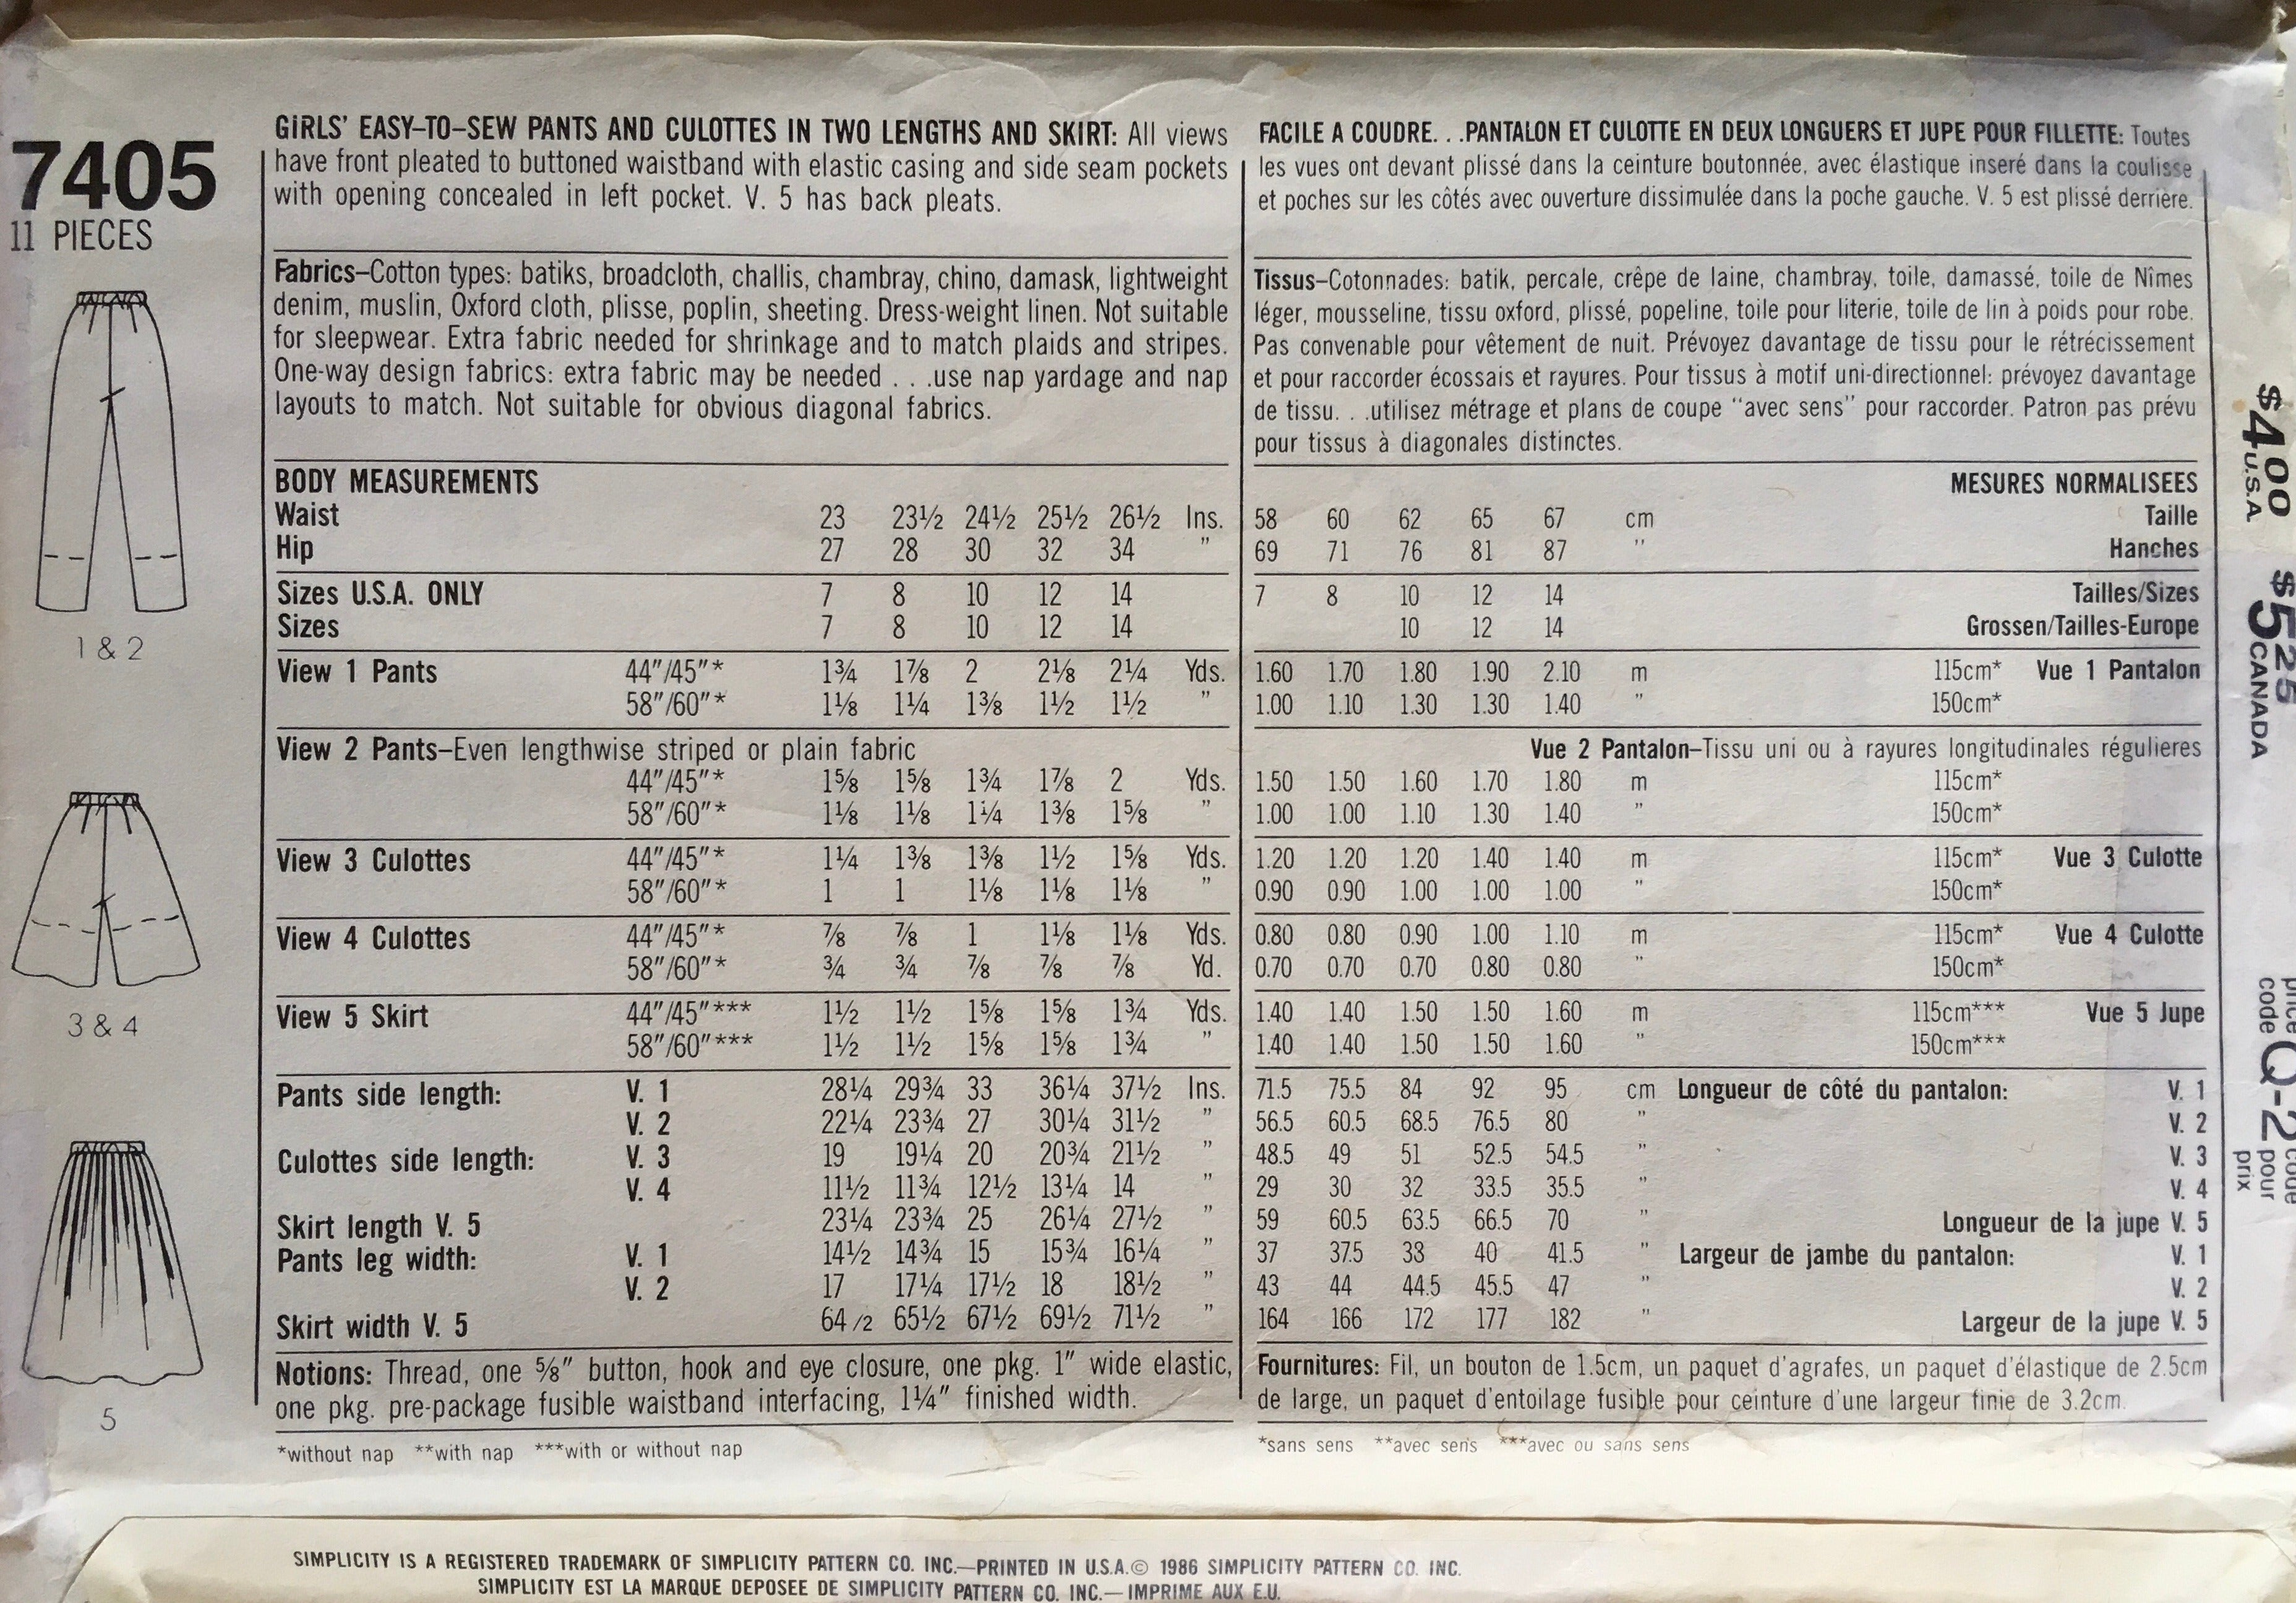 7405
11 PIECES
1 & 2
3 & 4
5
GIRLS' EASY–TO–SEW PANTS AND CULOTTES IN TWO LENGTHS AND SKIRT: All views
have front pleated to buttoned waistband with elastic casing and side seam pockets
with opening concealed in left pocket. V. 5 has back pleats.
Fabrics–Cotton types: batiks, broadcloth, challis, chambray, chino, damask, lightweight
denim, muslin, Oxford cloth, plisse, poplin, sheeting. Dress-weight linen. Not suitable
for sleepwear. Extra fabric needed for shrinkage and to match plaids and stripes.
One-way design fabrics: extra fabric may be needed . . .use nap yardage and nap
layouts to match. Not suitable for obvious diagonal fabrics.
BODY MEASUREMENTS
Waist 23 23½ 24½ 25½ 26½ Ins.
Hip 27 28 30 32 34 "
Sizes U.S.A. ONLY 7 8 10 12 14
Sizes 7 8 10 12 14
View 1 Pants 44"/45"* 1¾ 1⅞ 2 2⅛ 2¼ Yds.
58"/60"* 1⅛ 1¼ 1⅜ 1½ 1½ "
View 2 Pants–Even lengthwise striped or plain fabric
44"/45"* 1⅝ 1⅝ 1¾ 1⅞ 2 Yds.
58"/60"* 1⅛ 1⅛ 1¼ 1⅜ 1⅝ "
View 3 Culottes 44"/45"* 1¼ 1⅜ 1⅜ 1½ 1⅝ Yds.
58"/60"* 1 1 1⅛ 1⅛ 1⅛ "
View 4 Culottes 44"/45"* ⅞ ⅞ 1 1⅛ 1⅛ Yds.
58"/60"* ¾ ¾ ⅞ ⅞ ⅞ Yd.
View 5 Skirt 44"/45"*** 1½ 1½ 1⅝ 1⅝ 1¾ Yds.
58"/60"*** 1½ 1½ 1⅝ 1⅝ 1¾ "
Pants side length: V. 1 28¼ 29¾ 33 36¼ 37½ Ins.
V. 2 22¼ 23¾ 27 30¼ 31½ "
Culottes side length: V. 3 19 19¼ 20 20¾ 21½ "
V. 4 11½ 11¾ 12½ 13¼ 14 "
Skirt length V. 5 23¼ 23¾ 25 26¼ 27½ "
Pants leg width: V. 1 14½ 14¾ 15 15¾ 16¼ "
V. 2 17 17¼ 17½ 18 18½ "
Skirt width V. 5 64 /2 65½ 67½ 69½ 71½ "
Notions: Thread, one ⅝" button, hook and eye closure, one pkg. 1" wide elastic,
one pkg. pre-package fusible waistband interfacing, 1¼" finished width.
*without nap **with nap ***with or without nap
FACILE A COUDRE. . .PANTALON ET CULOTTE EN DEUX LONGUERS ET JUPE POUR FILLETTE: Toutes
les vues ont devant plissé dans la ceinture boutonnée, avec élastique inseré dans la coulisse
et poches sur les côtés avec ouverture dissimulée dans la poche gauche. V. 5 est plissé derrière.
Tissus–Cotonnades: batik, percale, crêpe de laine, chambray, toile, damassé, toile de Nîmes
léger, mousseline, tissu oxford, plissé, popeline, toile pour literie, toile de lin à poids pour robe.
Pas convenable pour vêtement de nuit. Prévoyez davantage de tissu pour le rétrécissement
et pour raccorder écossais et rayures. Pour tissus à motif uni-directionnel: prévoyez davantage
de tissu. . .utilisez métrage et plans de coupe "avec sens" pour raccorder. Patron pas prévu
pour tissus à diagonales distinctes.
MESURES NORMALISEES
58 60 62 65 67 cm Taille
69 71 76 81 87 " Hanches
7 8 10 12 14 Tailles/Sizes
10 12 14 Grossen/Tailles-Europe
1.60 1.70 1.80 1.90 2.10 m 115cm* Vue 1 Pantalon
1.00 1.10 1.30 1.30 1.40 " 150cm*
Vue 2 Pantalon–Tissu uni ou à rayures longitudinales régulieres
1.50 1.50 1.60 1.70 1.80 m 115cm*
1.00 1.00 1.10 1.30 1.40 " 150cm*
1.20 1.20 1.20 1.40 1.40 m 115cm* Vue 3 Culotte
0.90 0.90 1.00 1.00 1.00 " 150cm*
0.80 0.80 0.90 1.00 1.10 m 115cm* Vue 4 Culotte
0.70 0.70 0.70 0.80 0.80 " 150cm*
1.40 1.40 1.50 1.50 1.60 m 115cm*** Vue 5 Jupe
1.40 1.40 1.50 1.50 1.60 " 150cm***
71.5 75.5 84 92 95 cm Longueur de côté du pantalon: V. 1
56.5 60.5 68.5 76.5 80 " V. 2
48.5 49 51 52.5 54.5 " V. 3
29 30 32 33.5 35.5 " V. 4
59 60.5 63.5 66.5 70 " Longueur de la jupe V. 5
37 37.5 38 40 41.5 " Largeur de jambe du pantalon: V. 1
43 44 44.5 45.5 47 " V. 2
164 166 172 177 182 " Largeur de la jupe V. 5
Fournitures: Fil, un bouton de 1.5cm, un paquet d'agrafes, un paquet d'élastique de 2.5cm
de large, un paquet d'entoilage fusible pour ceinture d'une largeur finie de 3.2cm.
*sans sens **avec sens ***avec ou sans sens
$4.00 U.S.A.
$5.25 CANADA
price code Q-2 code pour prix
SIMPLICITY IS A REGISTERED TRADEMARK OF SIMPLICITY PATTERN CO. INC.—PRINTED IN U.S.A.© 1986 SIMPLICITY PATTERN CO. INC.
SIMPLICITY EST LA MARQUE DEPOSEE DE SIMPLICITY PATTERN CO. INC.— IMPRIME AUX E.U.